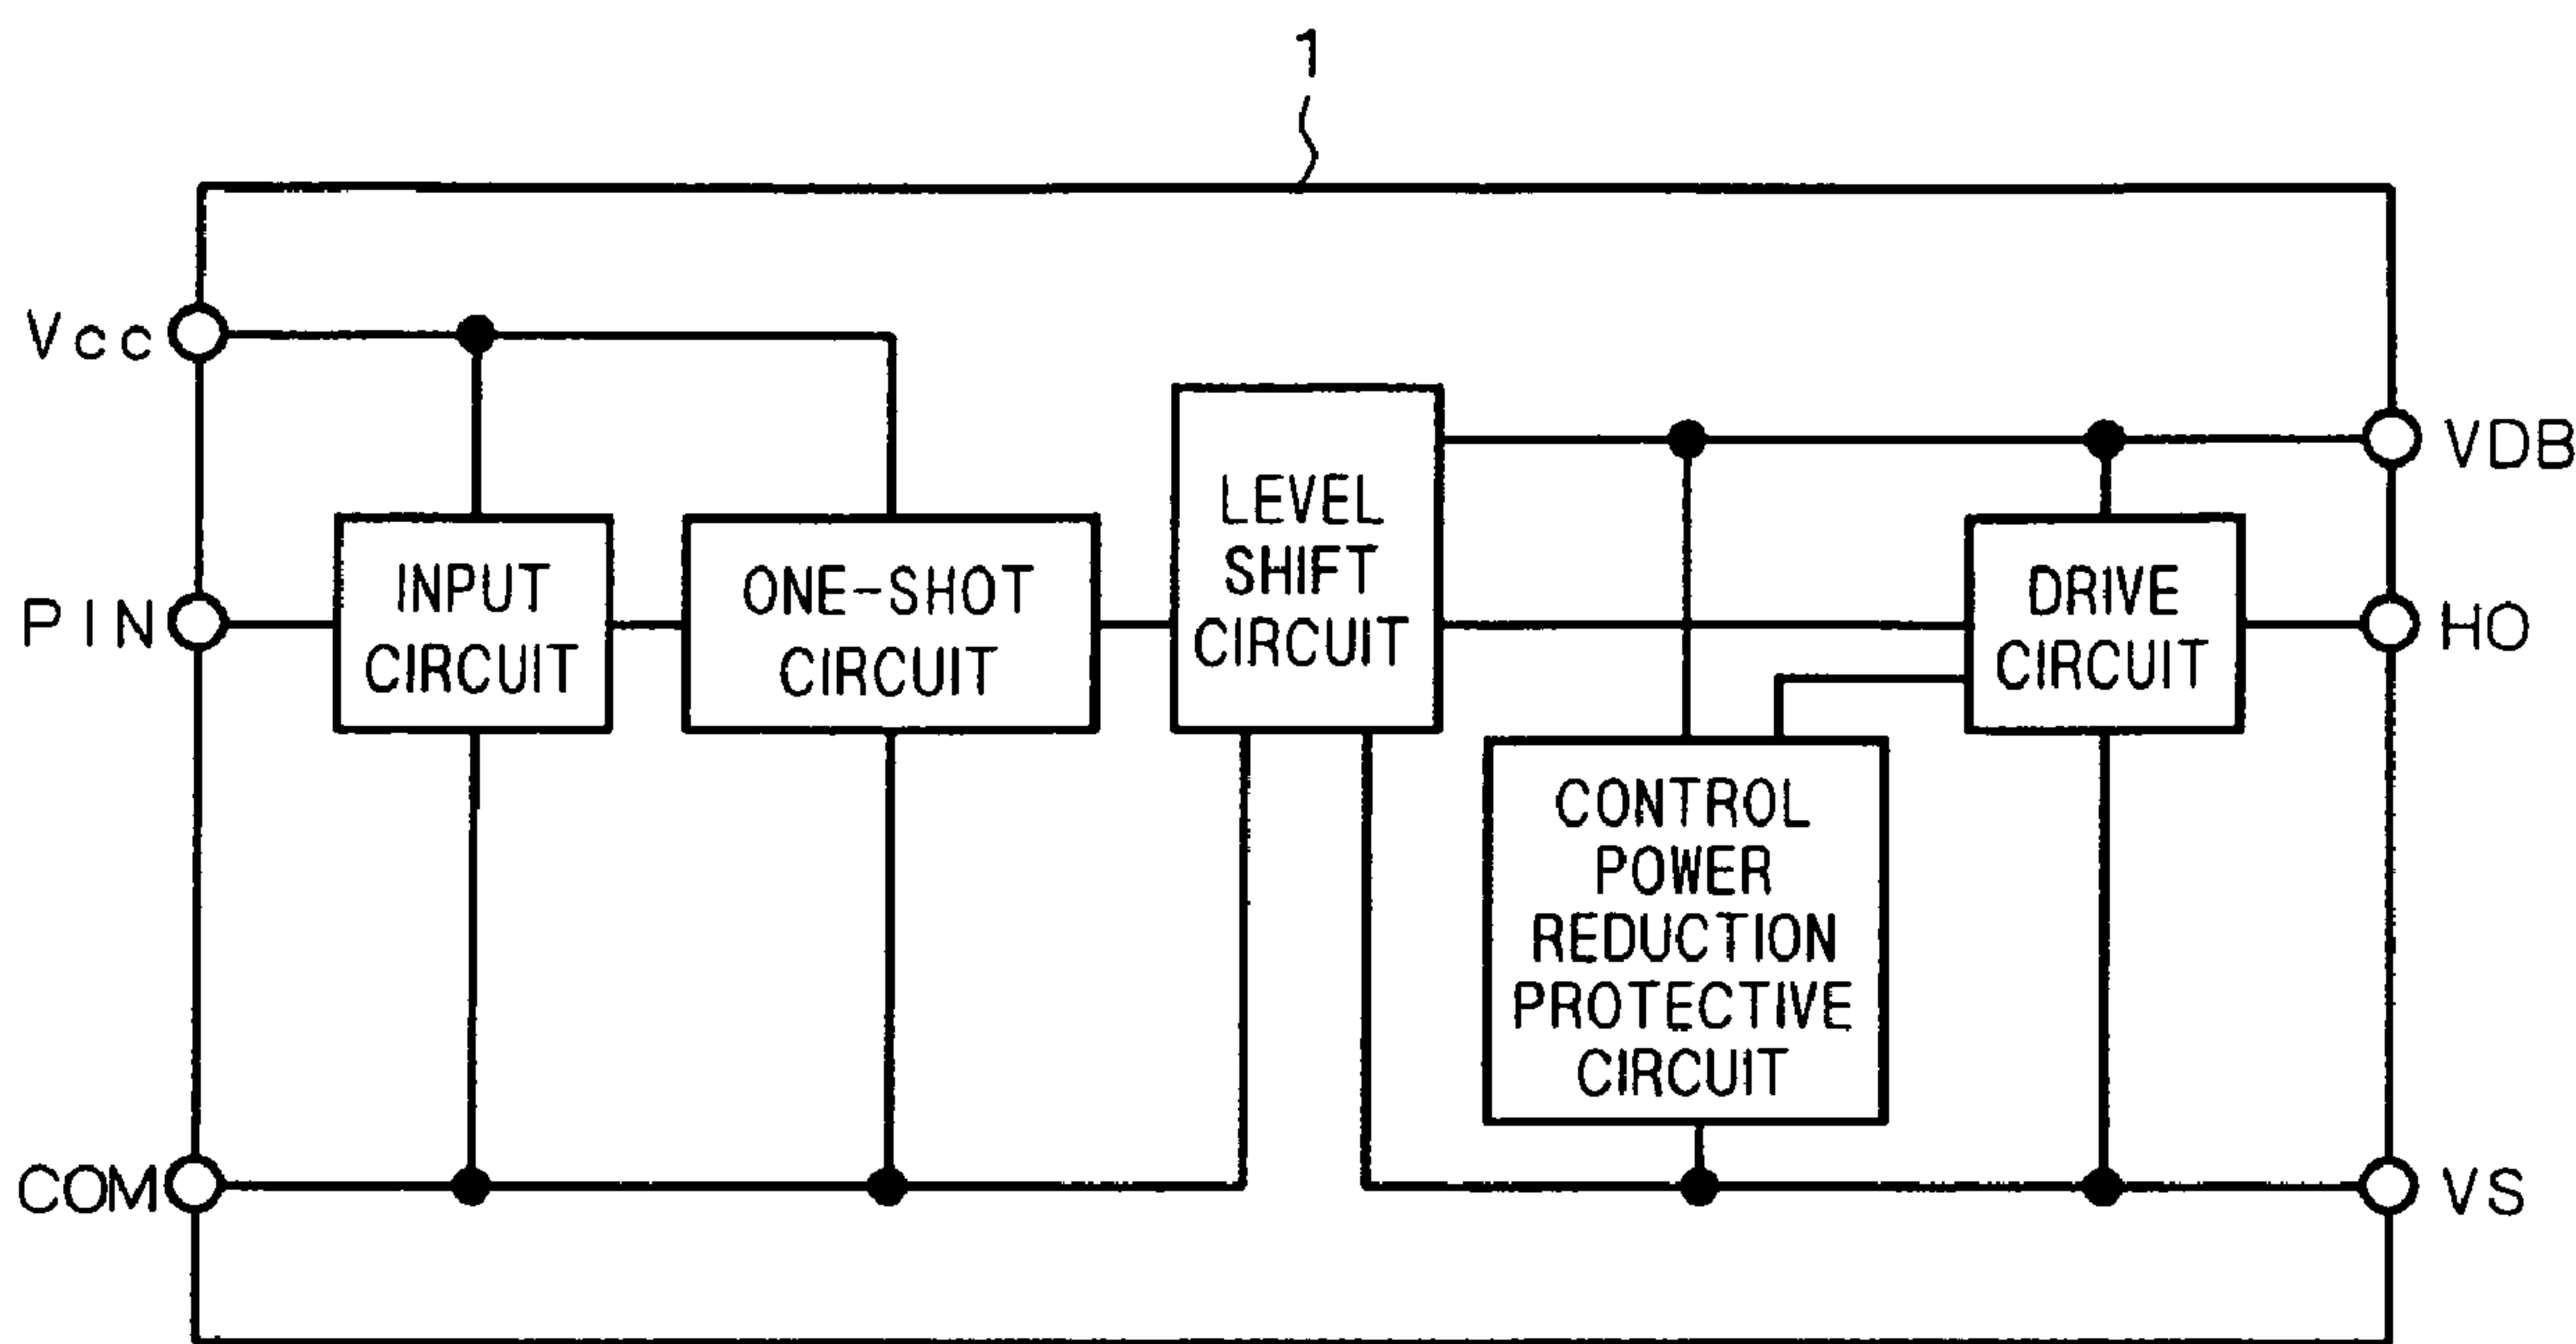 1
Vcc
PIN
COM
INPUT
CIRCUIT
ONE-SHOT
CIRCUIT
LEVEL
SHIFT
CIRCUIT
CONTROL
POWER
REDUCTION
PROTECTIVE
CIRCUIT
DRIVE
CIRCUIT
VDB
HO
VS